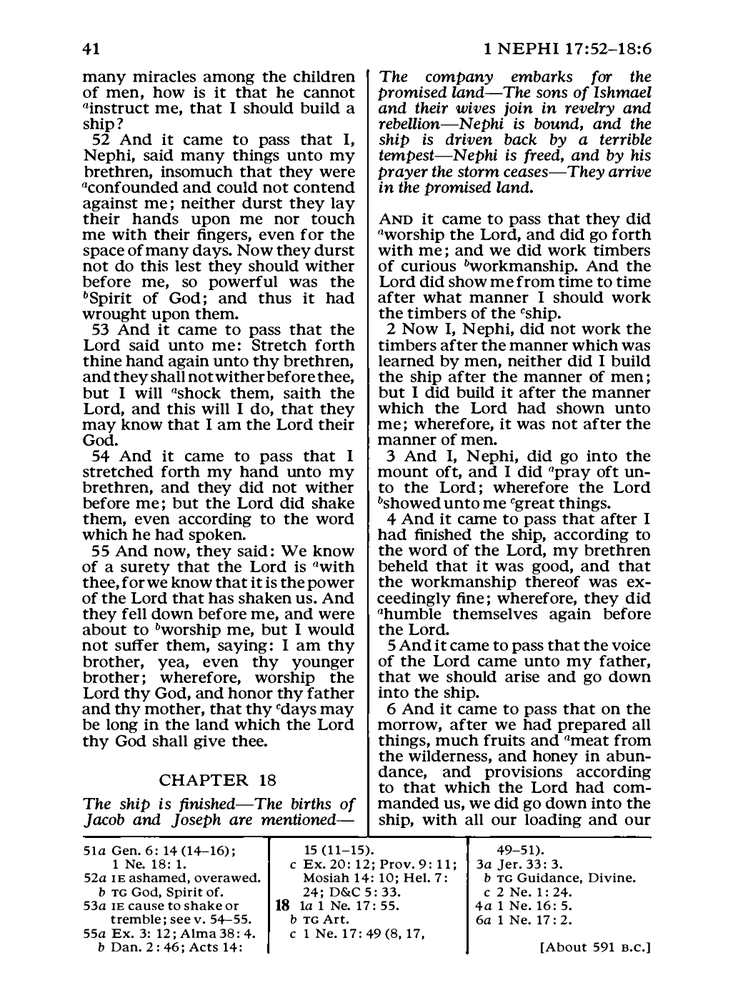 41
1 NEPHI 17:52–18:6
many miracles among the children
of men, how is it that he cannot
ainstruct me, that I should build a
ship?
52 And it came to pass that I,
Nephi, said many things unto my
brethren, insomuch that they were
aconfounded and could not contend
against me; neither durst they lay
their hands upon me nor touch
me with their fingers, even for the
space of many days. Now they durst
not do this lest they should wither
before me, so powerful was the
bSpirit of God; and thus it had
wrought upon them.
53 And it came to pass that the
Lord said unto me: Stretch forth
thine hand again unto thy brethren,
and they shall not wither before thee,
but I will ashock them, saith the
Lord, and this will I do, that they
may know that I am the Lord their
God.
54 And it came to pass that I
stretched forth my hand unto my
brethren, and they did not wither
before me; but the Lord did shake
them, even according to the word
which he had spoken.
55 And now, they said: We know
of a surety that the Lord is awith
thee, for we know that it is the power
of the Lord that has shaken us. And
they fell down before me, and were
about to bworship me, but I would
not suffer them, saying: I am thy
brother, yea, even thy younger
brother; wherefore, worship the
Lord thy God, and honor thy father
and thy mother, that thy cdays may
be long in the land which the Lord
thy God shall give thee.
CHAPTER 18
The ship is finished—The births of
Jacob and Joseph are mentioned—
The company embarks for the
promised land—The sons of Ishmael
and their wives join in revelry and
rebellion—Nephi is bound, and the
ship is driven back by a terrible
tempest—Nephi is freed, and by his
prayer the storm ceases—They arrive
in the promised land.
AND it came to pass that they did
aworship the Lord, and did go forth
with me; and we did work timbers
of curious bworkmanship. And the
Lord did show me from time to time
after what manner I should work
the timbers of the cship.
2 Now I, Nephi, did not work the
timbers after the manner which was
learned by men, neither did I build
the ship after the manner of men;
but I did build it after the manner
which the Lord had shown unto
me; wherefore, it was not after the
manner of men.
3 And I, Nephi, did go into the
mount oft, and I did apray oft un-
to the Lord; wherefore the Lord
bshowed unto me cgreat things.
4 And it came to pass that after I
had finished the ship, according to
the word of the Lord, my brethren
beheld that it was good, and that
the workmanship thereof was ex-
ceedingly fine; wherefore, they did
ahumble themselves again before
the Lord.
5 And it came to pass that the voice
of the Lord came unto my father,
that we should arise and go down
into the ship.
6 And it came to pass that on the
morrow, after we had prepared all
things, much fruits and ameat from
the wilderness, and honey in abun-
dance, and provisions according
to that which the Lord had com-
manded us, we did go down into the
ship, with all our loading and our
51a Gen. 6: 14 (14–16);
1 Ne. 18: 1.
52a IE ashamed, overawed.
b TG God, Spirit of.
53a IE cause to shake or
tremble; see v. 54–55.
55a Ex. 3: 12; Alma 38: 4.
b Dan. 2: 46; Acts 14:
15 (11–15).
c Ex. 20: 12; Prov. 9: 11;
Mosiah 14: 10; Hel. 7:
24; D&C 5: 33.
18 1a 1 Ne. 17: 55.
b TG Art.
c 1 Ne. 17: 49 (8, 17,
49–51).
3a Jer. 33: 3.
b TG Guidance, Divine.
c 2 Ne. 1: 24.
4a 1 Ne. 16: 5.
6a 1 Ne. 17: 2.
[About 591 B.C.]